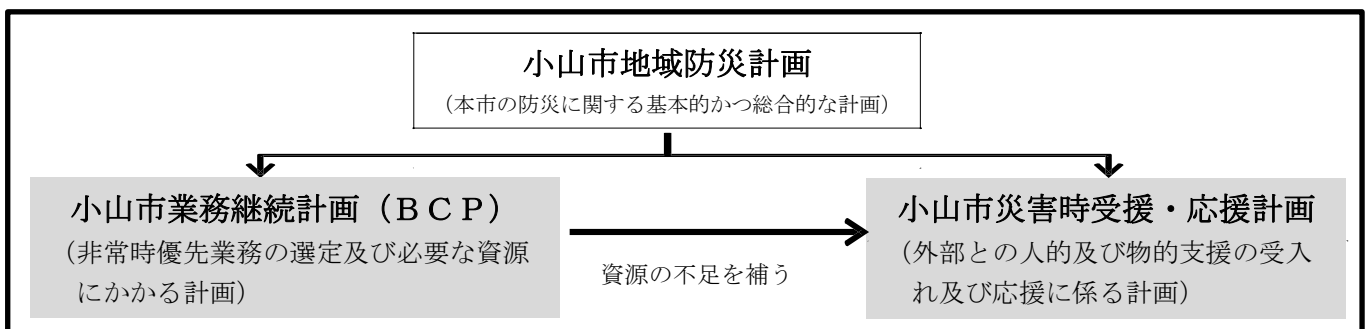 小山市地域防災計画
（本市の防災に関する基本的かつ総合的な計画）
小山市業務継続計画（ＢＣＰ）
（非常時優先業務の選定及び必要な資源
にかかる計画）
資源の不足を補う
小山市災害時受援・応援計画
（外部との人的及び物的支援の受入
れ及び応援に係る計画）